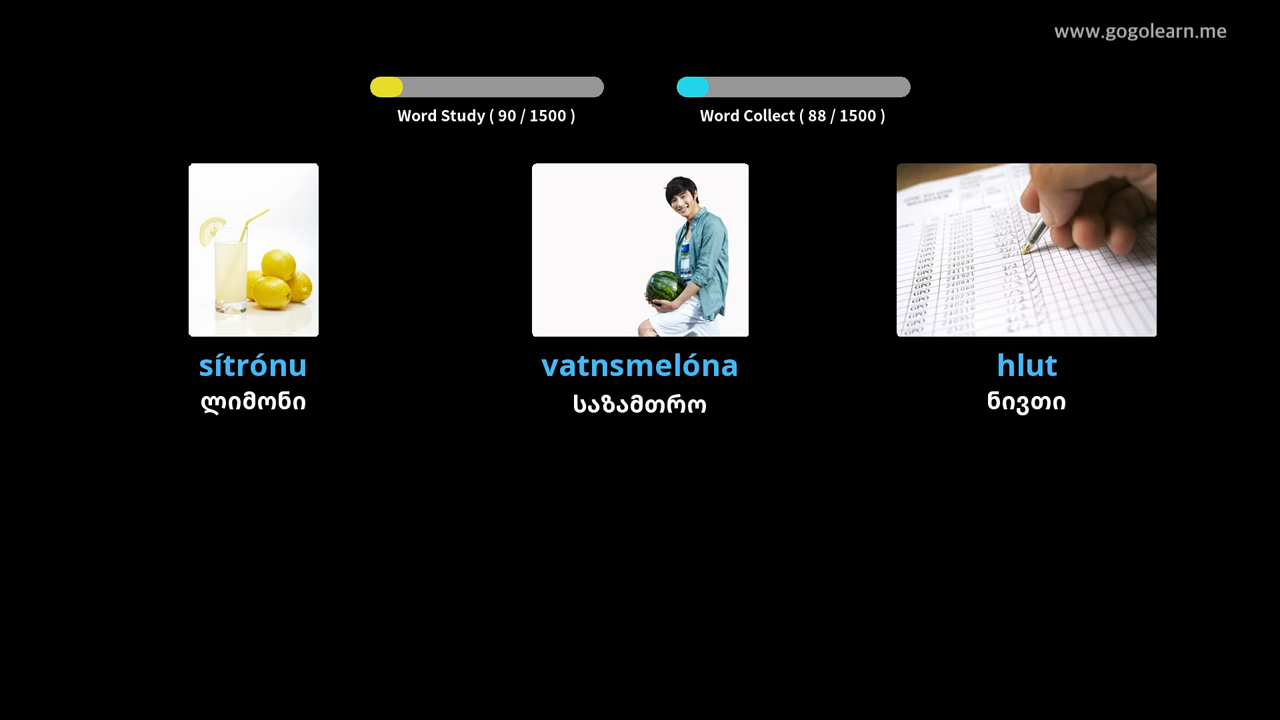 www.gogolearn.me
Word Study ( 90 / 1500 )
Word Collect ( 88 / 1500 )
sítrónu
ლიმონი
vatnsmelóna
საზამთრო
hlut
ნივთი